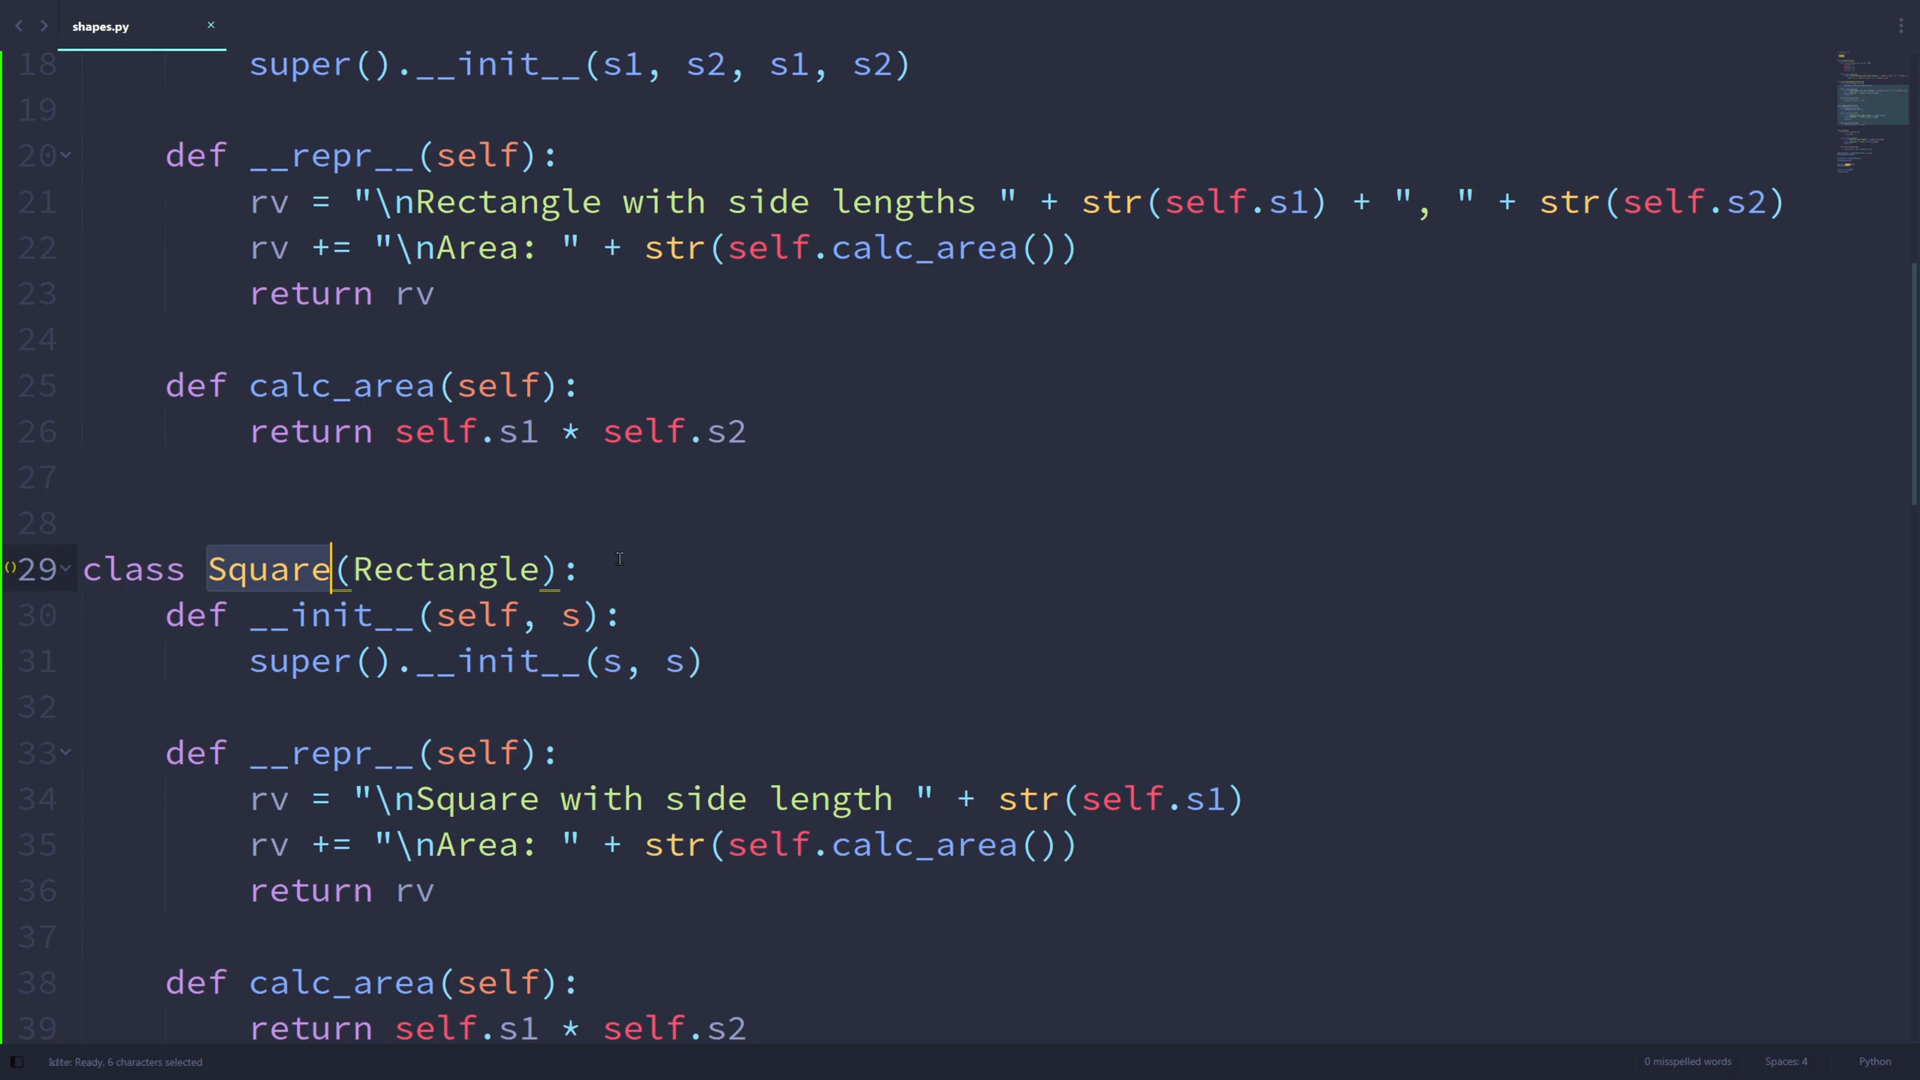 shapes.py ×
18 super().__init__(s1, s2, s1, s2)
19
20 def __repr__(self):
21 rv = "\nRectangle with side lengths " + str(self.s1) + ", " + str(self.s2)
22 rv += "\nArea: " + str(self.calc_area())
23 return rv
24
25 def calc_area(self):
26 return self.s1 * self.s2
27
28
()29 class Square(Rectangle):
30 def __init__(self, s):
31 super().__init__(s, s)
32
33 def __repr__(self):
34 rv = "\nSquare with side length " + str(self.s1)
35 rv += "\nArea: " + str(self.calc_area())
36 return rv
37
38 def calc_area(self):
39 return self.s1 * self.s2
Ready, 6 characters selected
0 misspelled words Spaces: 4 Python